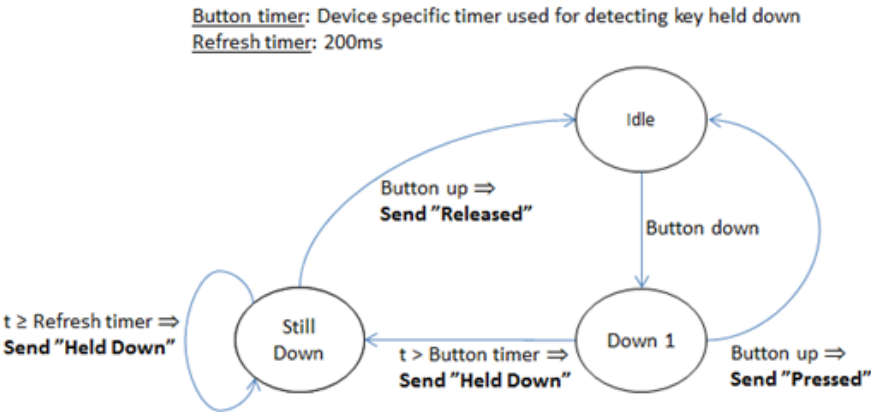 Button timer: Device specific timer used for detecting key held down
Refresh timer: 200ms
Idle
Button up ⇒
Send ”Released”
Button down
t ≥ Refresh timer ⇒
Send ”Held Down”
Still
Down
t > Button timer ⇒
Send ”Held Down”
Down 1
Button up ⇒
Send ”Pressed”